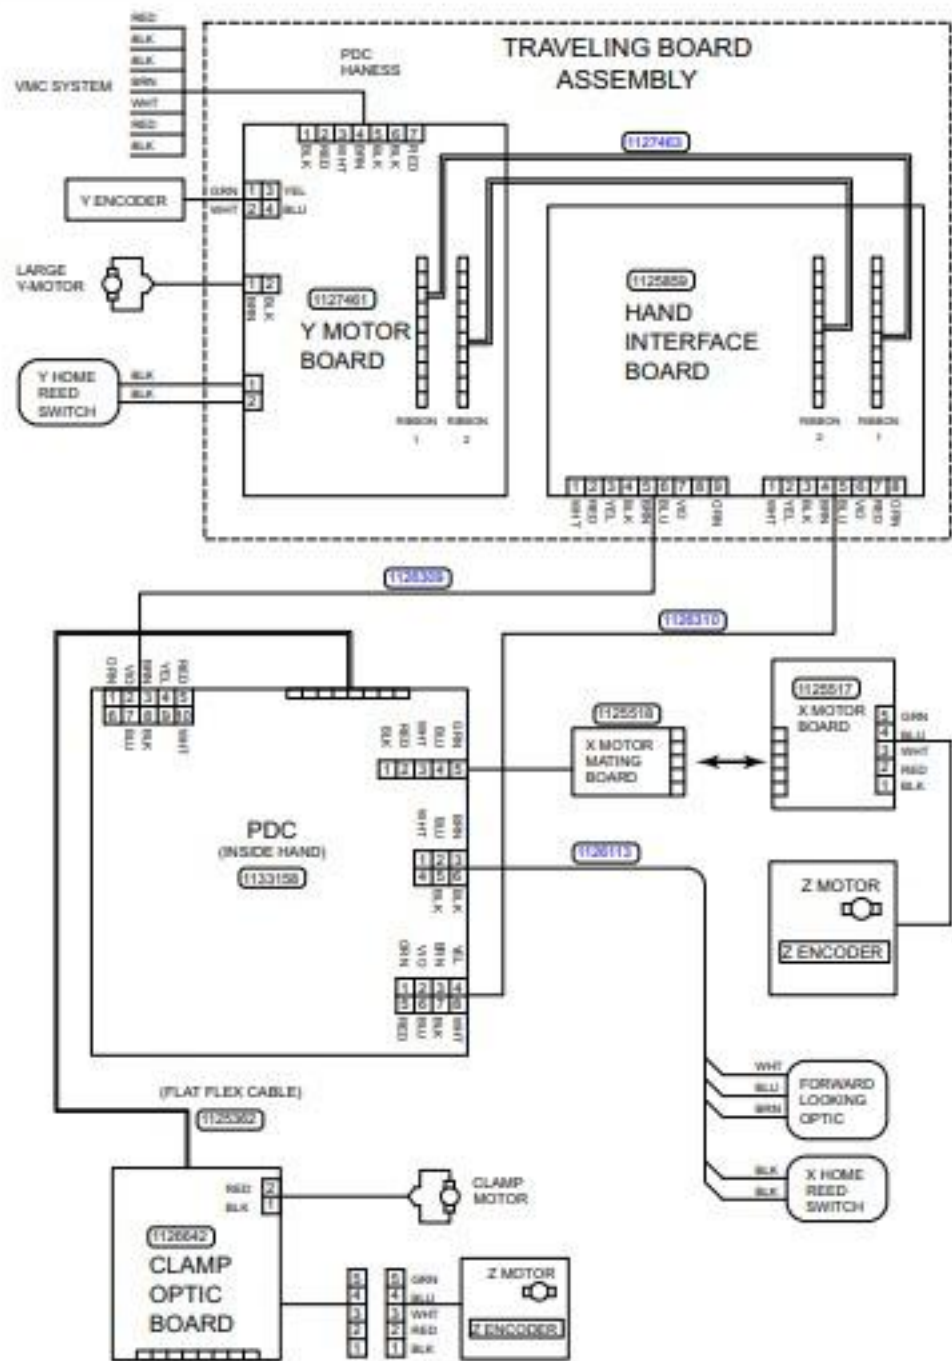 RED
BLK
BLK
VMC SYSTEM
BRN
WHT
RED
BLK
PDC
HANESS
TRAVELING BOARD
ASSEMBLY
1 2 3 4 5 6 7
BLK RED WHT BRN BLK BLK RED
1127463
Y ENCODER
GRN 1 3 YEL
WHT 2 4 BLU
LARGE
Y-MOTOR
1 2
BRN BLK
1127461
Y MOTOR
BOARD
1125859
HAND
INTERFACE
BOARD
Y HOME
REED
SWITCH
BLK
BLK
1
2
RIBBON
1
RIBBON
2
RIBBON
2
RIBBON
1
1 2 3 4 5 6 7 8 9
WHT RED YEL BLK BRN BLU VIO GRN
1 2 3 4 5 6 7 8
WHT YEL BLK BRN BLU VIO RED GRN
1126309
1126310
GRN VIO BRN YEL RED
1 2 3 4 5
6 7 8 9 10
BLU BLK WHT
BLK RED WHT BLU GRN
1 2 3 4 5
1125518
X MOTOR
MATING
BOARD
1125517
X MOTOR
BOARD
5 GRN
4 BLU
3 WHT
2 RED
1 BLK
PDC
(INSIDE HAND)
1133158
WHT BLU BRN
1 2 3
4 5 6
BLK BLK
1126113
Z MOTOR
Z ENCODER
GRN VIO BRN YEL
1 2 3 4
5 6 7 8
RED BLU BLK WHT
WHT
BLU
BRN
FORWARD
LOOKING
OPTIC
BLK
BLK
X HOME
REED
SWITCH
(FLAT FLEX CABLE)
1125362
RED 2
BLK 1
CLAMP
MOTOR
1126642
CLAMP
OPTIC
BOARD
5 5 GRN
4 4 BLU
3 3 WHT
2 2 RED
1 1 BLK
Z MOTOR
Z ENCODER